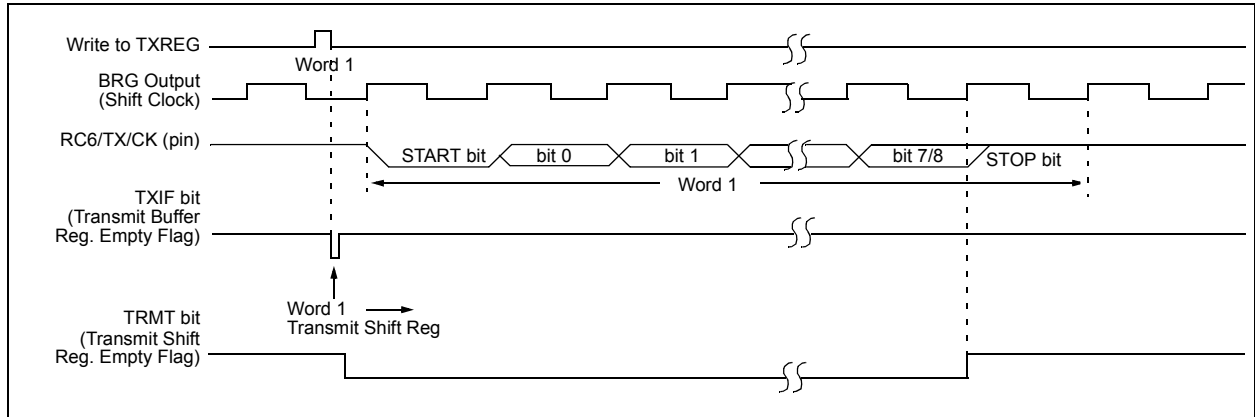 Write to TXREG
Word 1
BRG Output
(Shift Clock)
RC6/TX/CK (pin)
START bit
bit 0
bit 1
bit 7/8
STOP bit
Word 1
TXIF bit
(Transmit Buffer
Reg. Empty Flag)
Word 1
Transmit Shift Reg
TRMT bit
(Transmit Shift
Reg. Empty Flag)